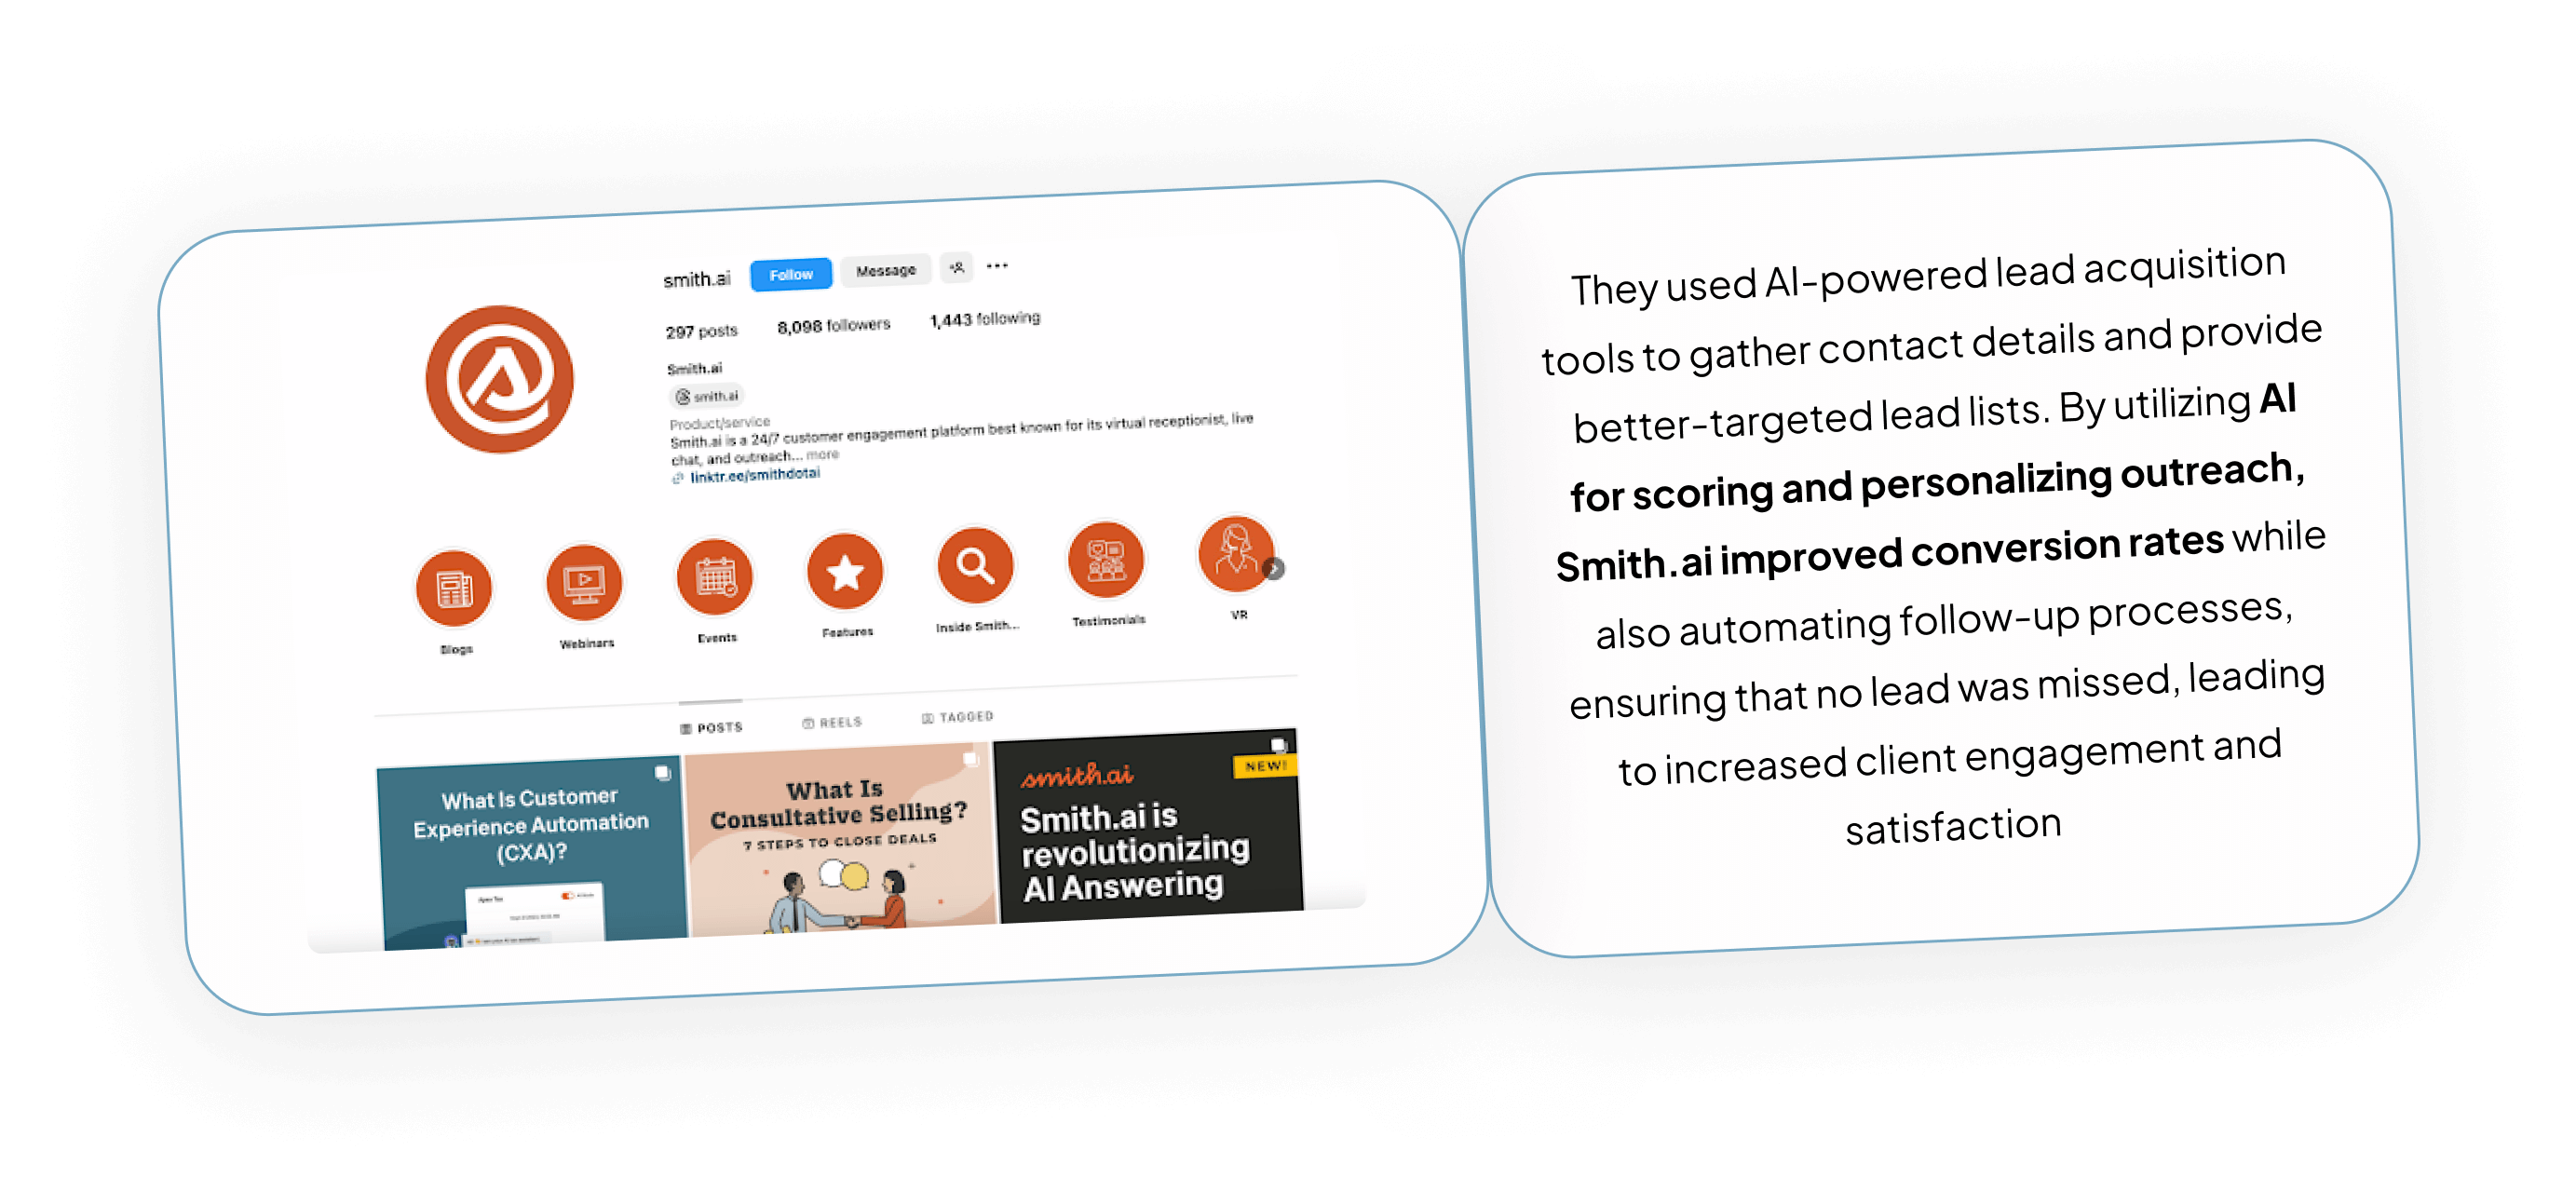 smith.ai Follow Message
297 posts 8,098 followers 1,443 following
Smith.ai
smith.ai
Product/service
Smith.ai is a 24/7 customer engagement platform best known for its virtual receptionist, live
chat, and outreach... more
linktr.ee/smithdotai
Blogs Webinars Events Features Inside Smith... Testimonials VR
POSTS REELS TAGGED
What Is Customer
Experience Automation
(CXA)?
What Is
Consultative Selling?
7 STEPS TO CLOSE DEALS
smith.ai
NEW!
Smith.ai is
revolutionizing
AI Answering
They used AI-powered lead acquisition
tools to gather contact details and provide
better-targeted lead lists. By utilizing AI
for scoring and personalizing outreach,
Smith.ai improved conversion rates while
also automating follow-up processes,
ensuring that no lead was missed, leading
to increased client engagement and
satisfaction